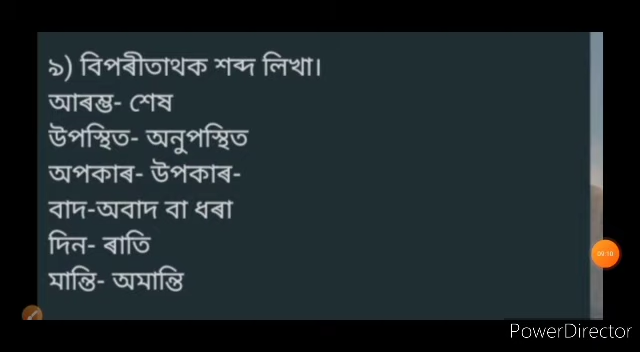 ৯) বিপৰীতাথক শব্দ লিখা।
আৰম্ভ- শেষ
উপস্থিত- অনুপস্থিত
অপকাৰ- উপকাৰ-
বাদ-অবাদ বা ধৰা
দিন- ৰাতি
মান্তি- অমান্তি
PowerDirector